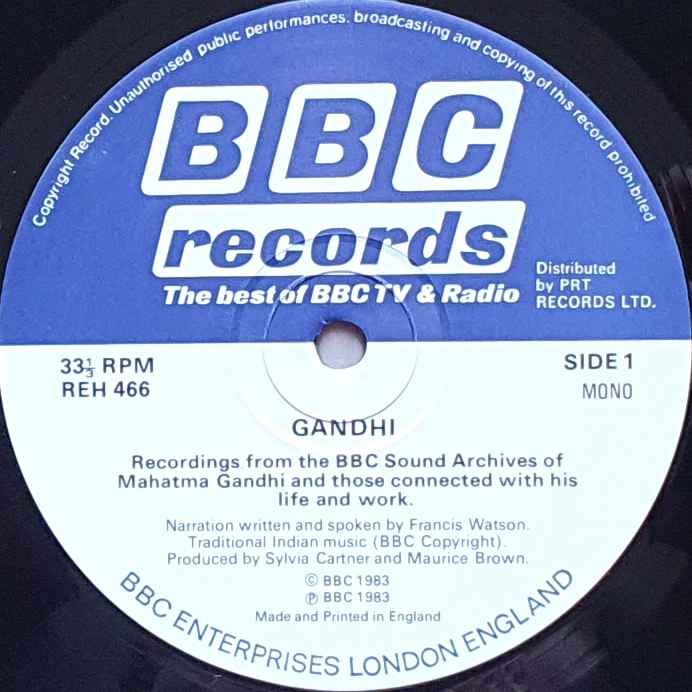 Copyright Record. Unauthorised public performances. broadcasting and copying of this record prohibited
BBC
records
The best of BBC TV & Radio
Distributed
by PRT
RECORDS LTD.
33⅓ RPM
REH 466
SIDE 1
MONO
GANDHI
Recordings from the BBC Sound Archives of
Mahatma Gandhi and those connected with his
life and work.
Narration written and spoken by Francis Watson.
Traditional Indian music (BBC Copyright).
Produced by Sylvia Cartner and Maurice Brown.
© BBC 1983
℗ BBC 1983
Made and Printed in England
BBC ENTERPRISES LONDON ENGLAND